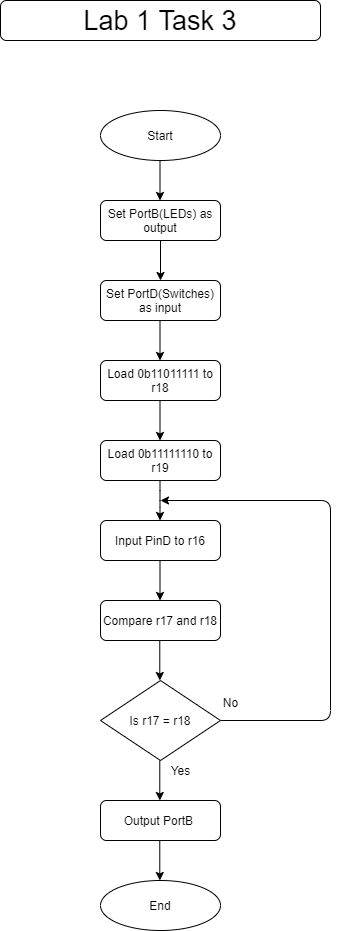 Lab 1 Task 3
Start
Set PortB(LEDs) as
output
Set PortD(Switches)
as input
Load 0b11011111 to
r18
Load 0b11111110 to
r19
Input PinD to r16
Compare r17 and r18
Is r17 = r18
No
Yes
Output PortB
End